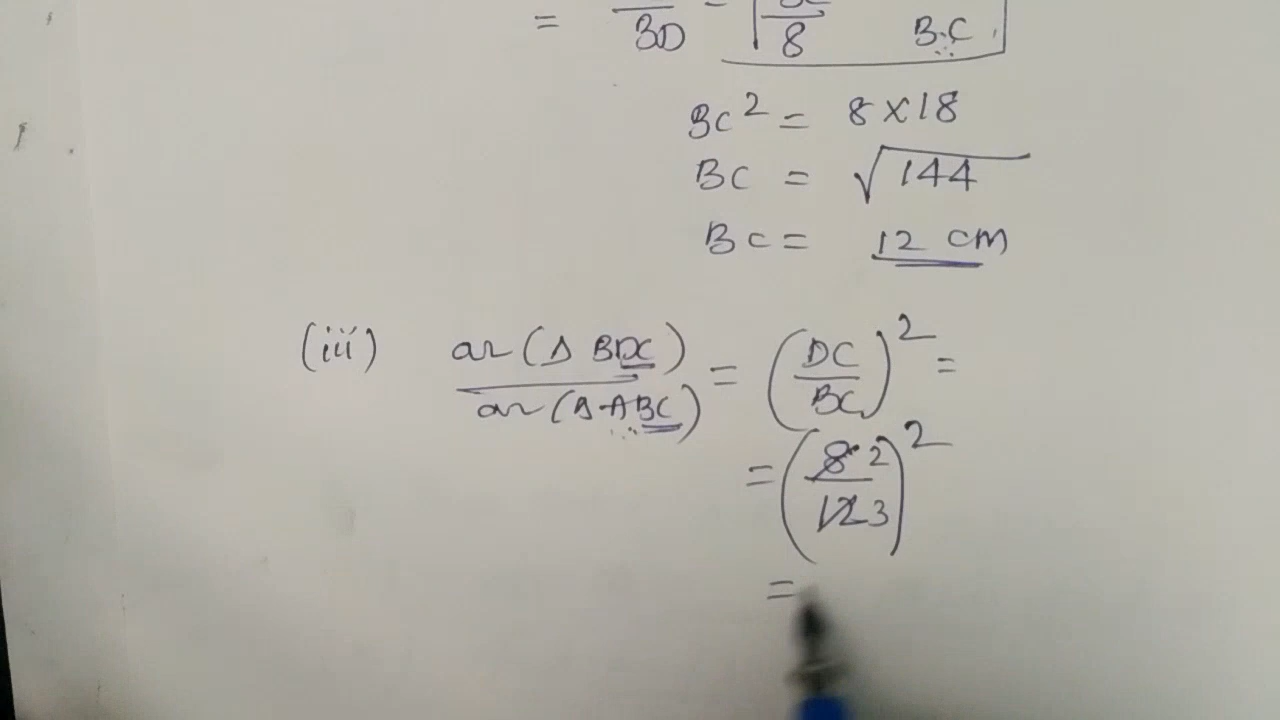 = /BD = /8 B.C
BC² = 8×18
BC = √144
BC = 12 cm
(iii) ar(Δ BDC)/ar(Δ ABC) = (DC/BC)² =
= (8 2/12 3)²
=